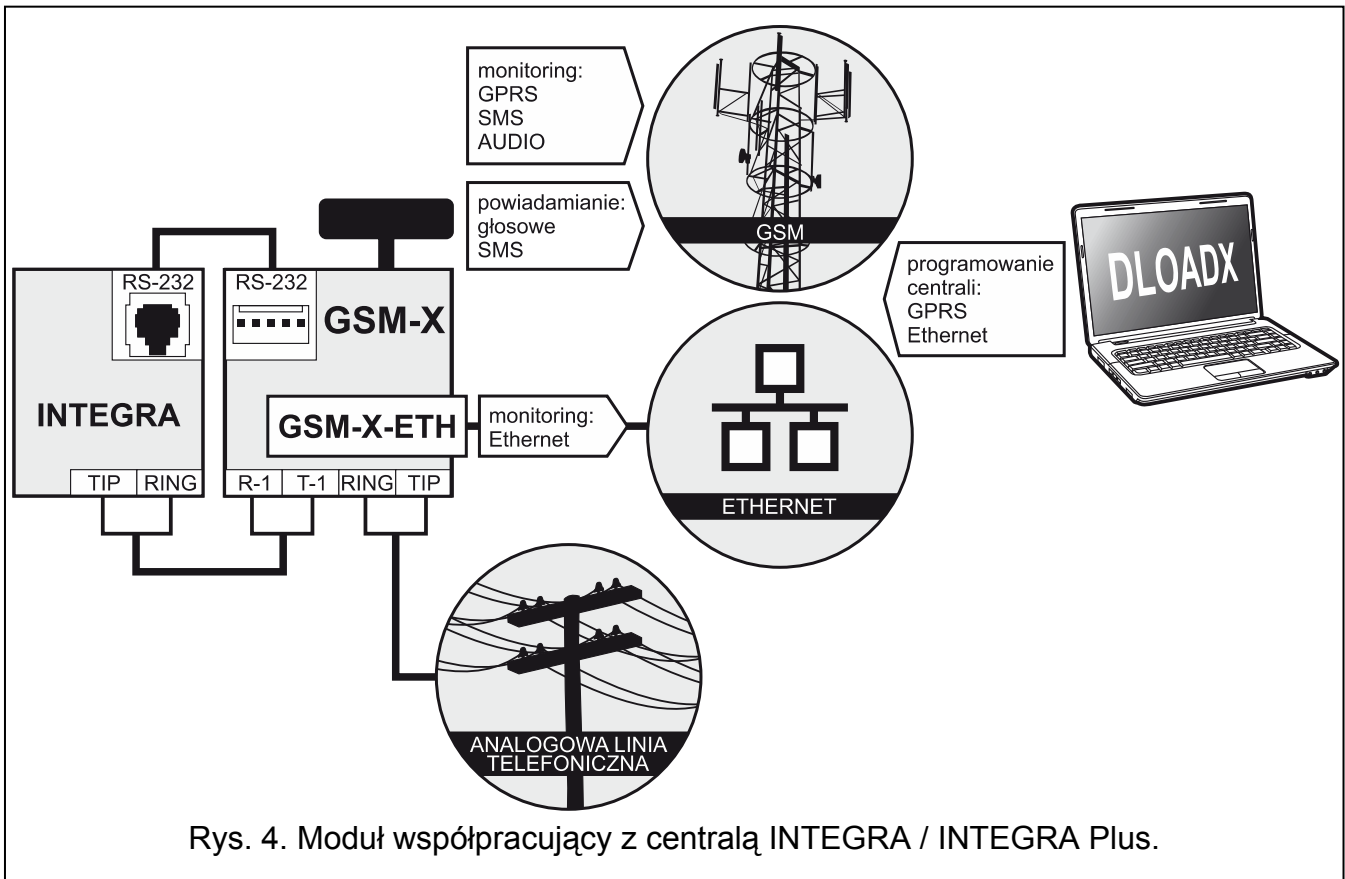 monitoring:
GPRS
SMS
AUDIO
powiadamianie:
głosowe
SMS
GSM
programowanie
centrali:
GPRS
Ethernet
DLOADX
RS-232
RS-232
GSM-X
INTEGRA
GSM-X-ETH
monitoring:
Ethernet
TIP RING
R-1 T-1 RING TIP
ETHERNET
ANALOGOWA LINIA
TELEFONICZNA
Rys. 4. Moduł współpracujący z centralą INTEGRA / INTEGRA Plus.